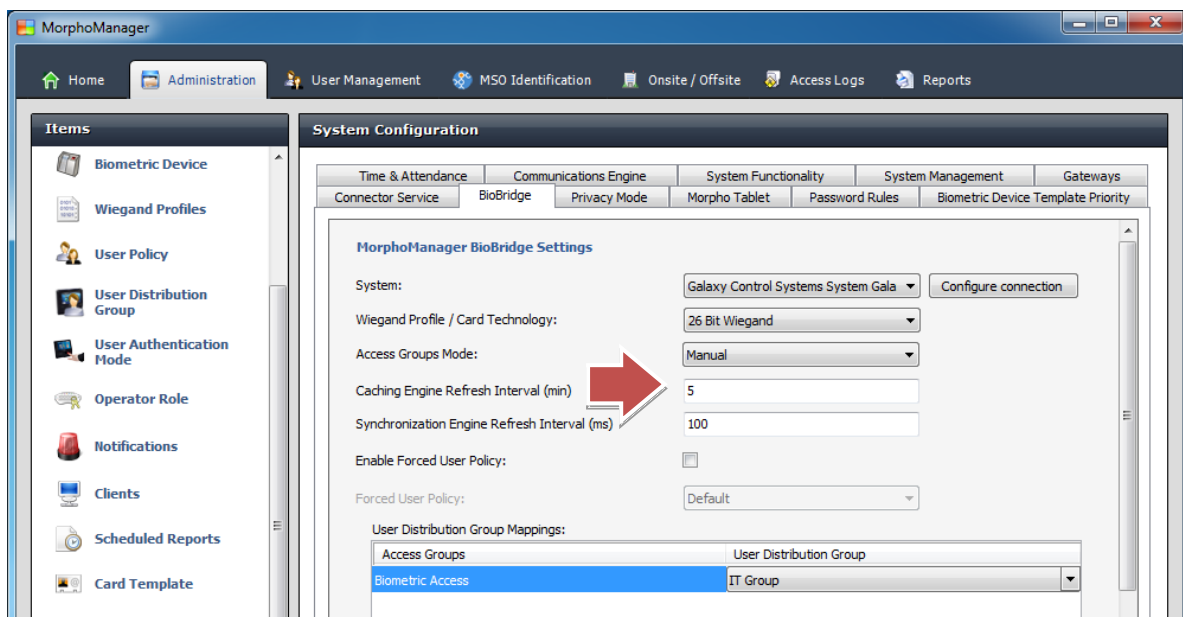 MorphoManager
Home Administration User Management MSO Identification Onsite / Offsite Access Logs Reports
Items
Biometric Device
Wiegand Profiles
User Policy
User Distribution
Group
User Authentication
Mode
Operator Role
Notifications
Clients
Scheduled Reports
Card Template
System Configuration
Time & Attendance Communications Engine System Functionality System Management Gateways
Connector Service BioBridge Privacy Mode Morpho Tablet Password Rules Biometric Device Template Priority
MorphoManager BioBridge Settings
System: Galaxy Control Systems System Gala Configure connection
Wiegand Profile / Card Technology: 26 Bit Wiegand
Access Groups Mode: Manual
Caching Engine Refresh Interval (min) 5
Synchronization Engine Refresh Interval (ms) 100
Enable Forced User Policy:
Forced User Policy: Default
User Distribution Group Mappings:
Access Groups User Distribution Group
Biometric Access IT Group